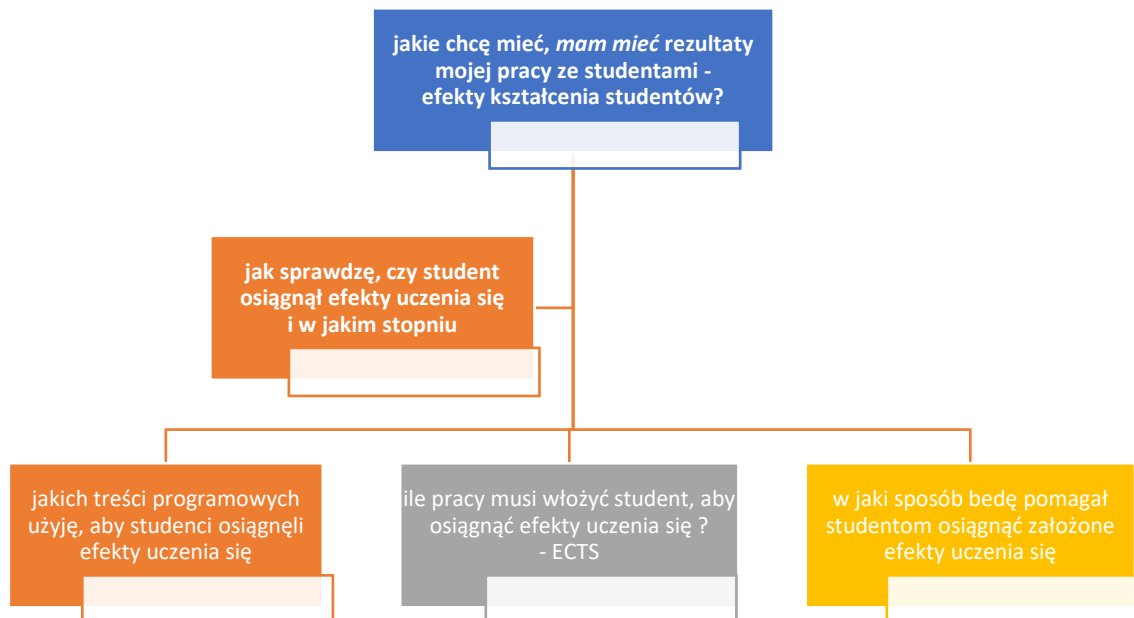 jakie chcę mieć, mam mieć rezultaty
mojej pracy ze studentami -
efekty kształcenia studentów?
jak sprawdzę, czy student
osiągnął efekty uczenia się
i w jakim stopniu
jakich treści programowych
użyję, aby studenci osiągnęli
efekty uczenia się
ile pracy musi włożyć student, aby
osiągnąć efekty uczenia się ?
- ECTS
w jaki sposób bedę pomagał
studentom osiągnąć założone
efekty uczenia się